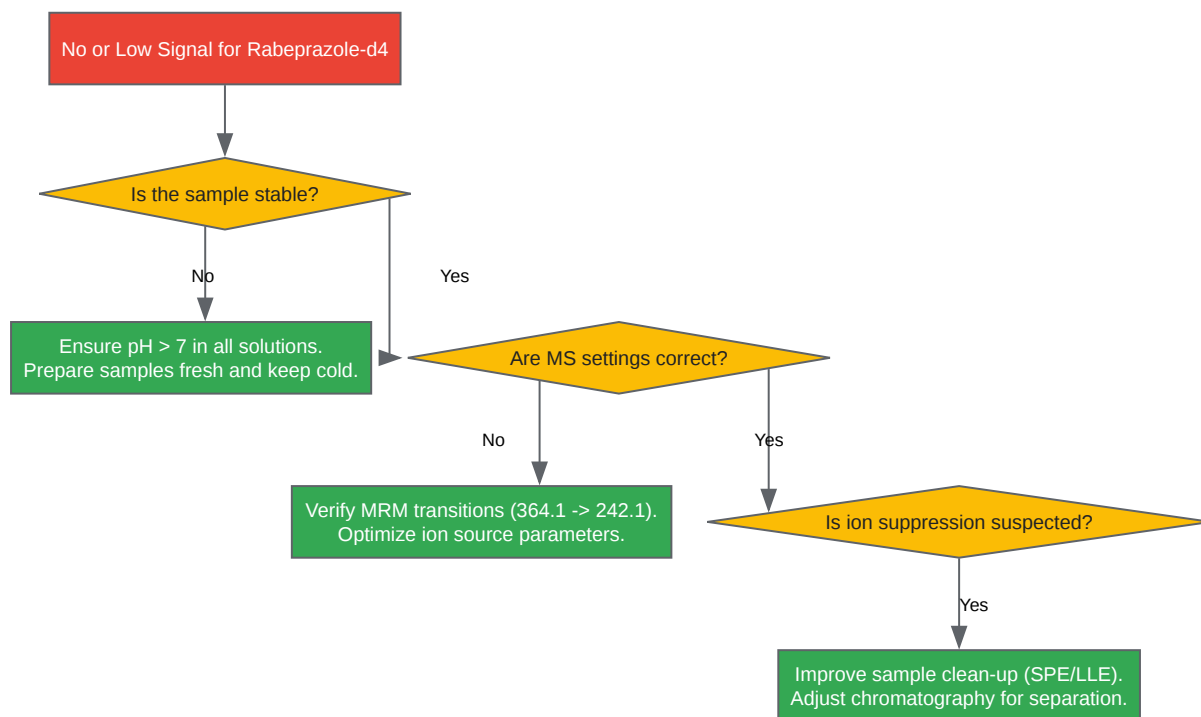 No or Low Signal for Rabeprazole-d4
Is the sample stable?
No
Yes
Ensure pH > 7 in all solutions.
Prepare samples fresh and keep cold.
Are MS settings correct?
No
Yes
Verify MRM transitions (364.1 -> 242.1).
Optimize ion source parameters.
Is ion suppression suspected?
Yes
Improve sample clean-up (SPE/LLE).
Adjust chromatography for separation.